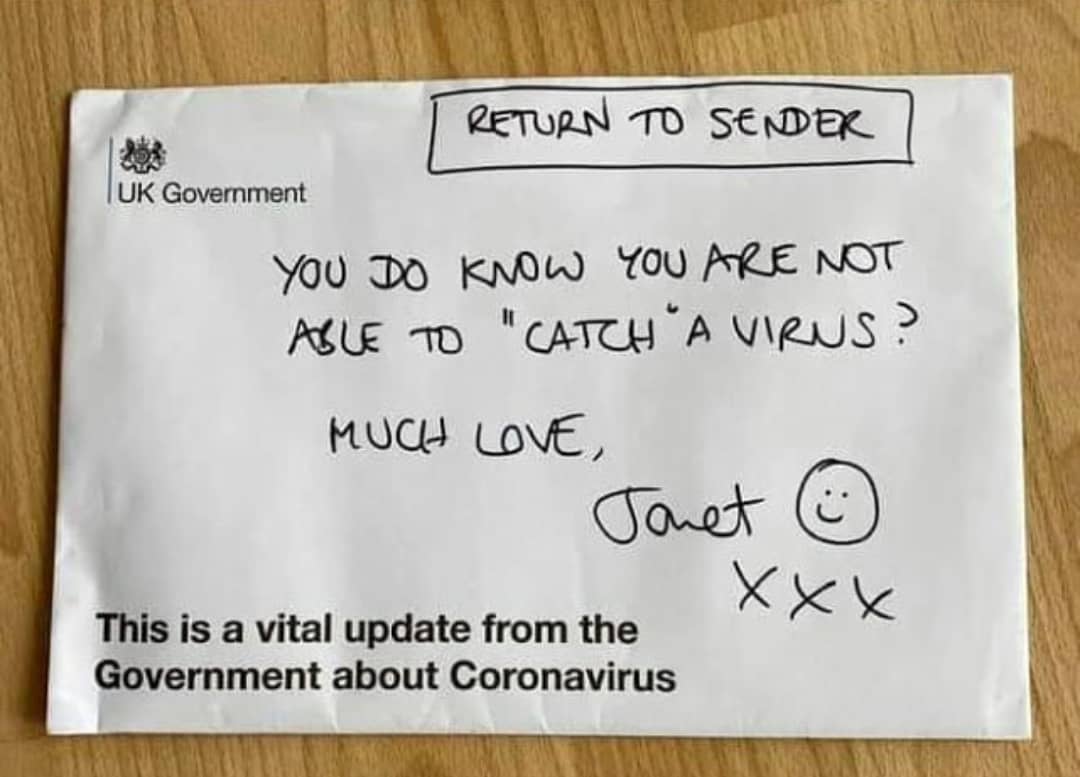 RETURN TO SENDER
UK Government
YOU DO KNOW YOU ARE NOT
ABLE TO "CATCH" A VIRUS?
MUCH LOVE,
Janet
XXX
This is a vital update from the
Government about Coronavirus